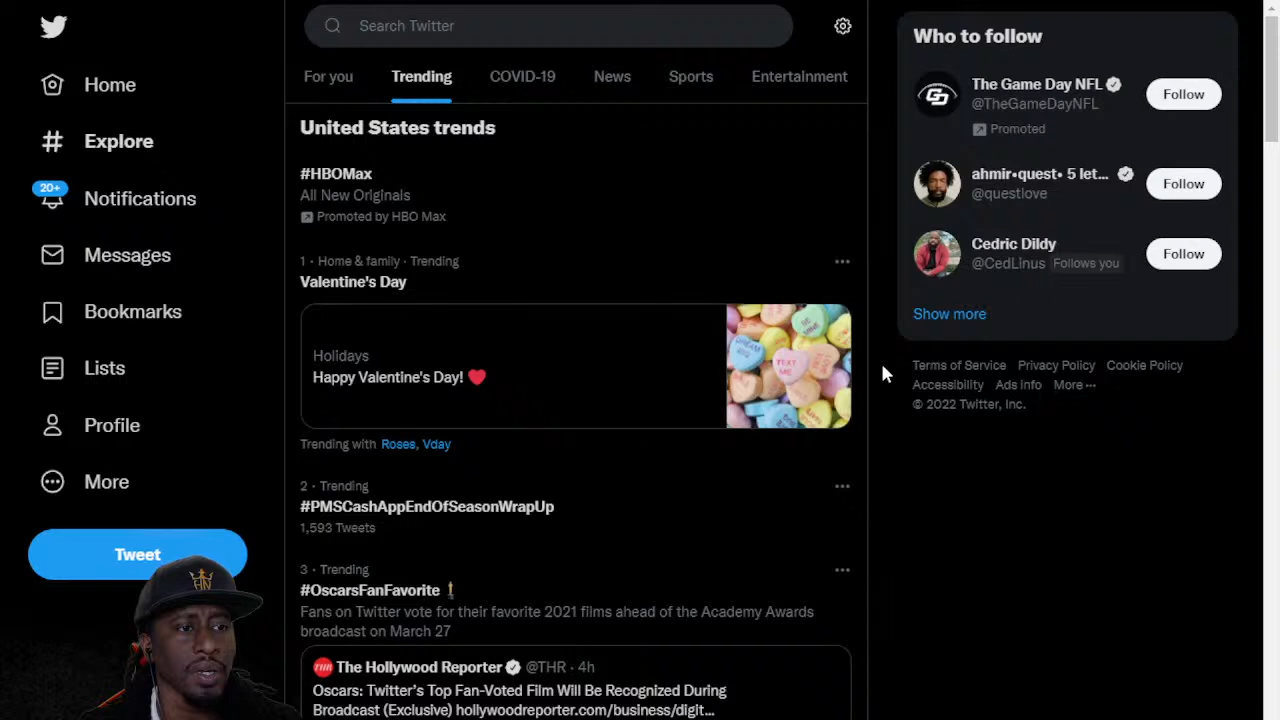 Home
Explore
20+
Notifications
Messages
Bookmarks
Lists
Profile
More
Tweet
Search Twitter
For you
Trending
COVID-19
News
Sports
Entertainment
United States trends
#HBOMax
All New Originals
Promoted by HBO Max
1 · Home & family · Trending
Valentine's Day
Holidays
Happy Valentine's Day! ❤️
TEXT ME
Trending with Roses, Vday
2 · Trending
#PMSCashAppEndOfSeasonWrapUp
1,593 Tweets
3 · Trending
#OscarsFanFavorite
Fans on Twitter vote for their favorite 2021 films ahead of the Academy Awards
broadcast on March 27
The Hollywood Reporter @THR · 4h
Oscars: Twitter's Top Fan-Voted Film Will Be Recognized During
Broadcast (Exclusive) hollywoodreporter.com/business/digit...
Who to follow
The Game Day NFL
@TheGameDayNFL
Promoted
Follow
ahmir•quest• 5 let...
@questlove
Follow
Cedric Dildy
@CedLinus Follows you
Follow
Show more
Terms of Service Privacy Policy Cookie Policy
Accessibility Ads info More ···
© 2022 Twitter, Inc.